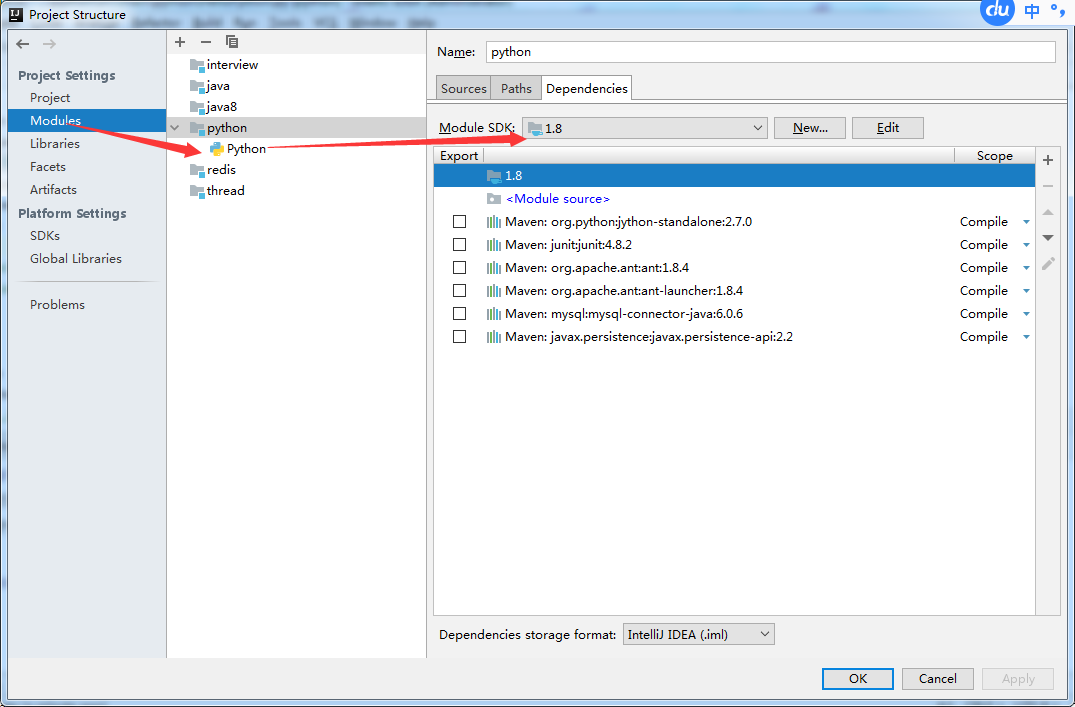 Project Structure
du 中
Project Settings
Project
Modules
Libraries
Facets
Artifacts
Platform Settings
SDKs
Global Libraries
Problems
interview
java
java8
python
Python
redis
thread
Name: python
Sources Paths Dependencies
Module SDK: 1.8 New... Edit
Export Scope
1.8
<Module source>
Maven: org.python:jython-standalone:2.7.0 Compile
Maven: junit:junit:4.8.2 Compile
Maven: org.apache.ant:ant:1.8.4 Compile
Maven: org.apache.ant:ant-launcher:1.8.4 Compile
Maven: mysql:mysql-connector-java:6.0.6 Compile
Maven: javax.persistence:javax.persistence-api:2.2 Compile
Dependencies storage format: IntelliJ IDEA (.iml)
OK Cancel Apply